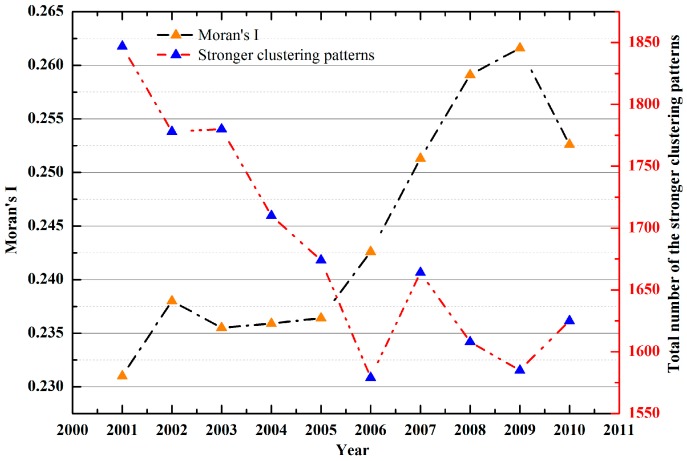 Moran's I
Stronger clustering patterns
0.265
0.260
0.255
0.250
0.245
0.240
0.235
0.230
Moran's I
1850
1800
1750
1700
1650
1600
1550
Total number of the stronger clustering patterns
2000 2001 2002 2003 2004 2005 2006 2007 2008 2009 2010 2011
Year